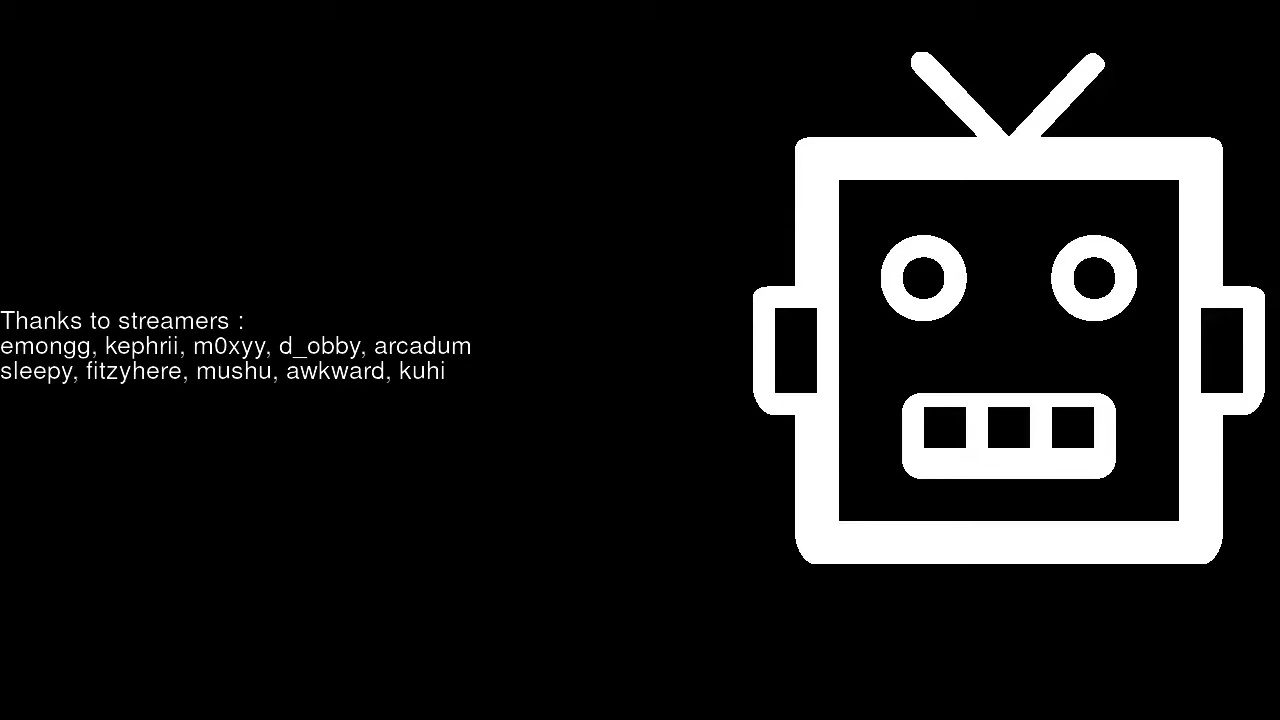 Thanks to streamers :
emongg, kephrii, m0xyy, d_obby, arcadum
sleepy, fitzyhere, mushu, awkward, kuhi